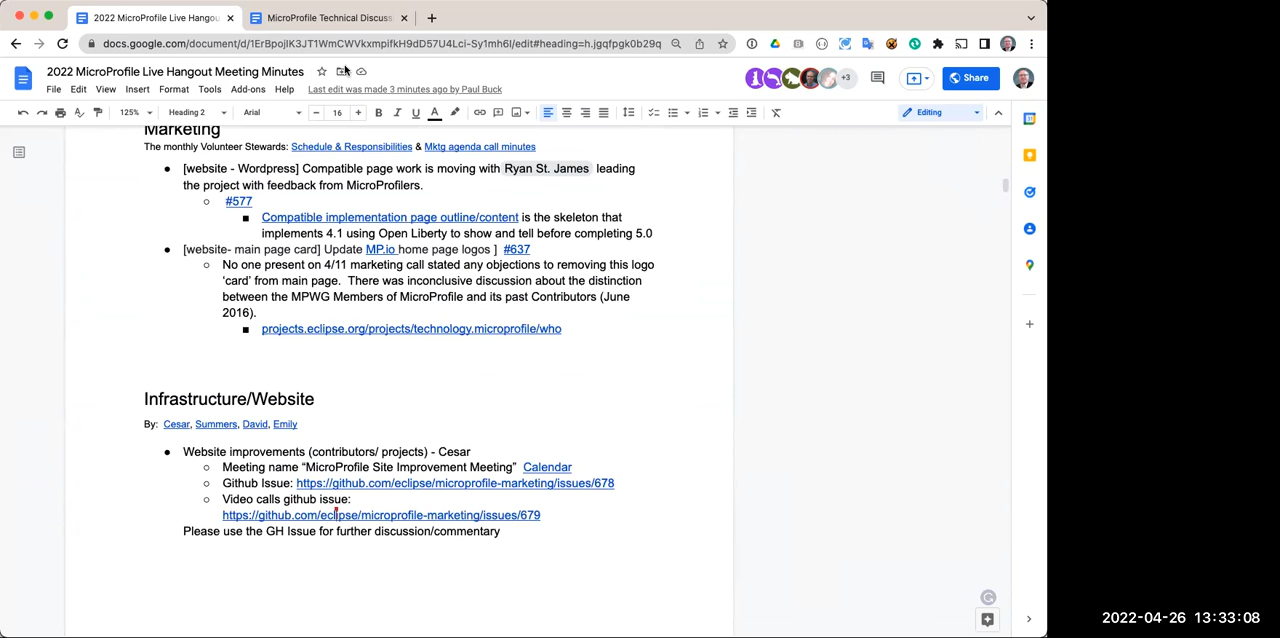 2022 MicroProfile Live Hangou
MicroProfile Technical Discuss
docs.google.com/document/d/1ErBpojIK3JT1WmCWVkxmpifkH9dD57U4Lci-Sy1mh6I/edit#heading=h.jgqfpgk0b29q
2022 MicroProfile Live Hangout Meeting Minutes
+3
Share
File Edit View Insert Format Tools Add-ons Help Last edit was made 3 minutes ago by Paul Buck
125% Heading 2 Arial 16 B I U A Editing
Marketing
The monthly Volunteer Stewards: Schedule & Responsibilities & Mktg agenda call minutes
● [website - Wordpress] Compatible page work is moving with Ryan St. James leading
the project with feedback from MicroProfilers.
○ #577
■ Compatible implementation page outline/content is the skeleton that
implements 4.1 using Open Liberty to show and tell before completing 5.0
● [website- main page card] Update MP.io home page logos ] #637
○ No one present on 4/11 marketing call stated any objections to removing this logo
‘card’ from main page. There was inconclusive discussion about the distinction
between the MPWG Members of MicroProfile and its past Contributors (June
2016).
■ projects.eclipse.org/projects/technology.microprofile/who
Infrastructure/Website
By: Cesar, Summers, David, Emily
● Website improvements (contributors/ projects) - Cesar
○ Meeting name “MicroProfile Site Improvement Meeting” Calendar
○ Github Issue: https://github.com/eclipse/microprofile-marketing/issues/678
○ Video calls github issue:
https://github.com/eclipse/microprofile-marketing/issues/679
Please use the GH Issue for further discussion/commentary
2022-04-26 13:33:08